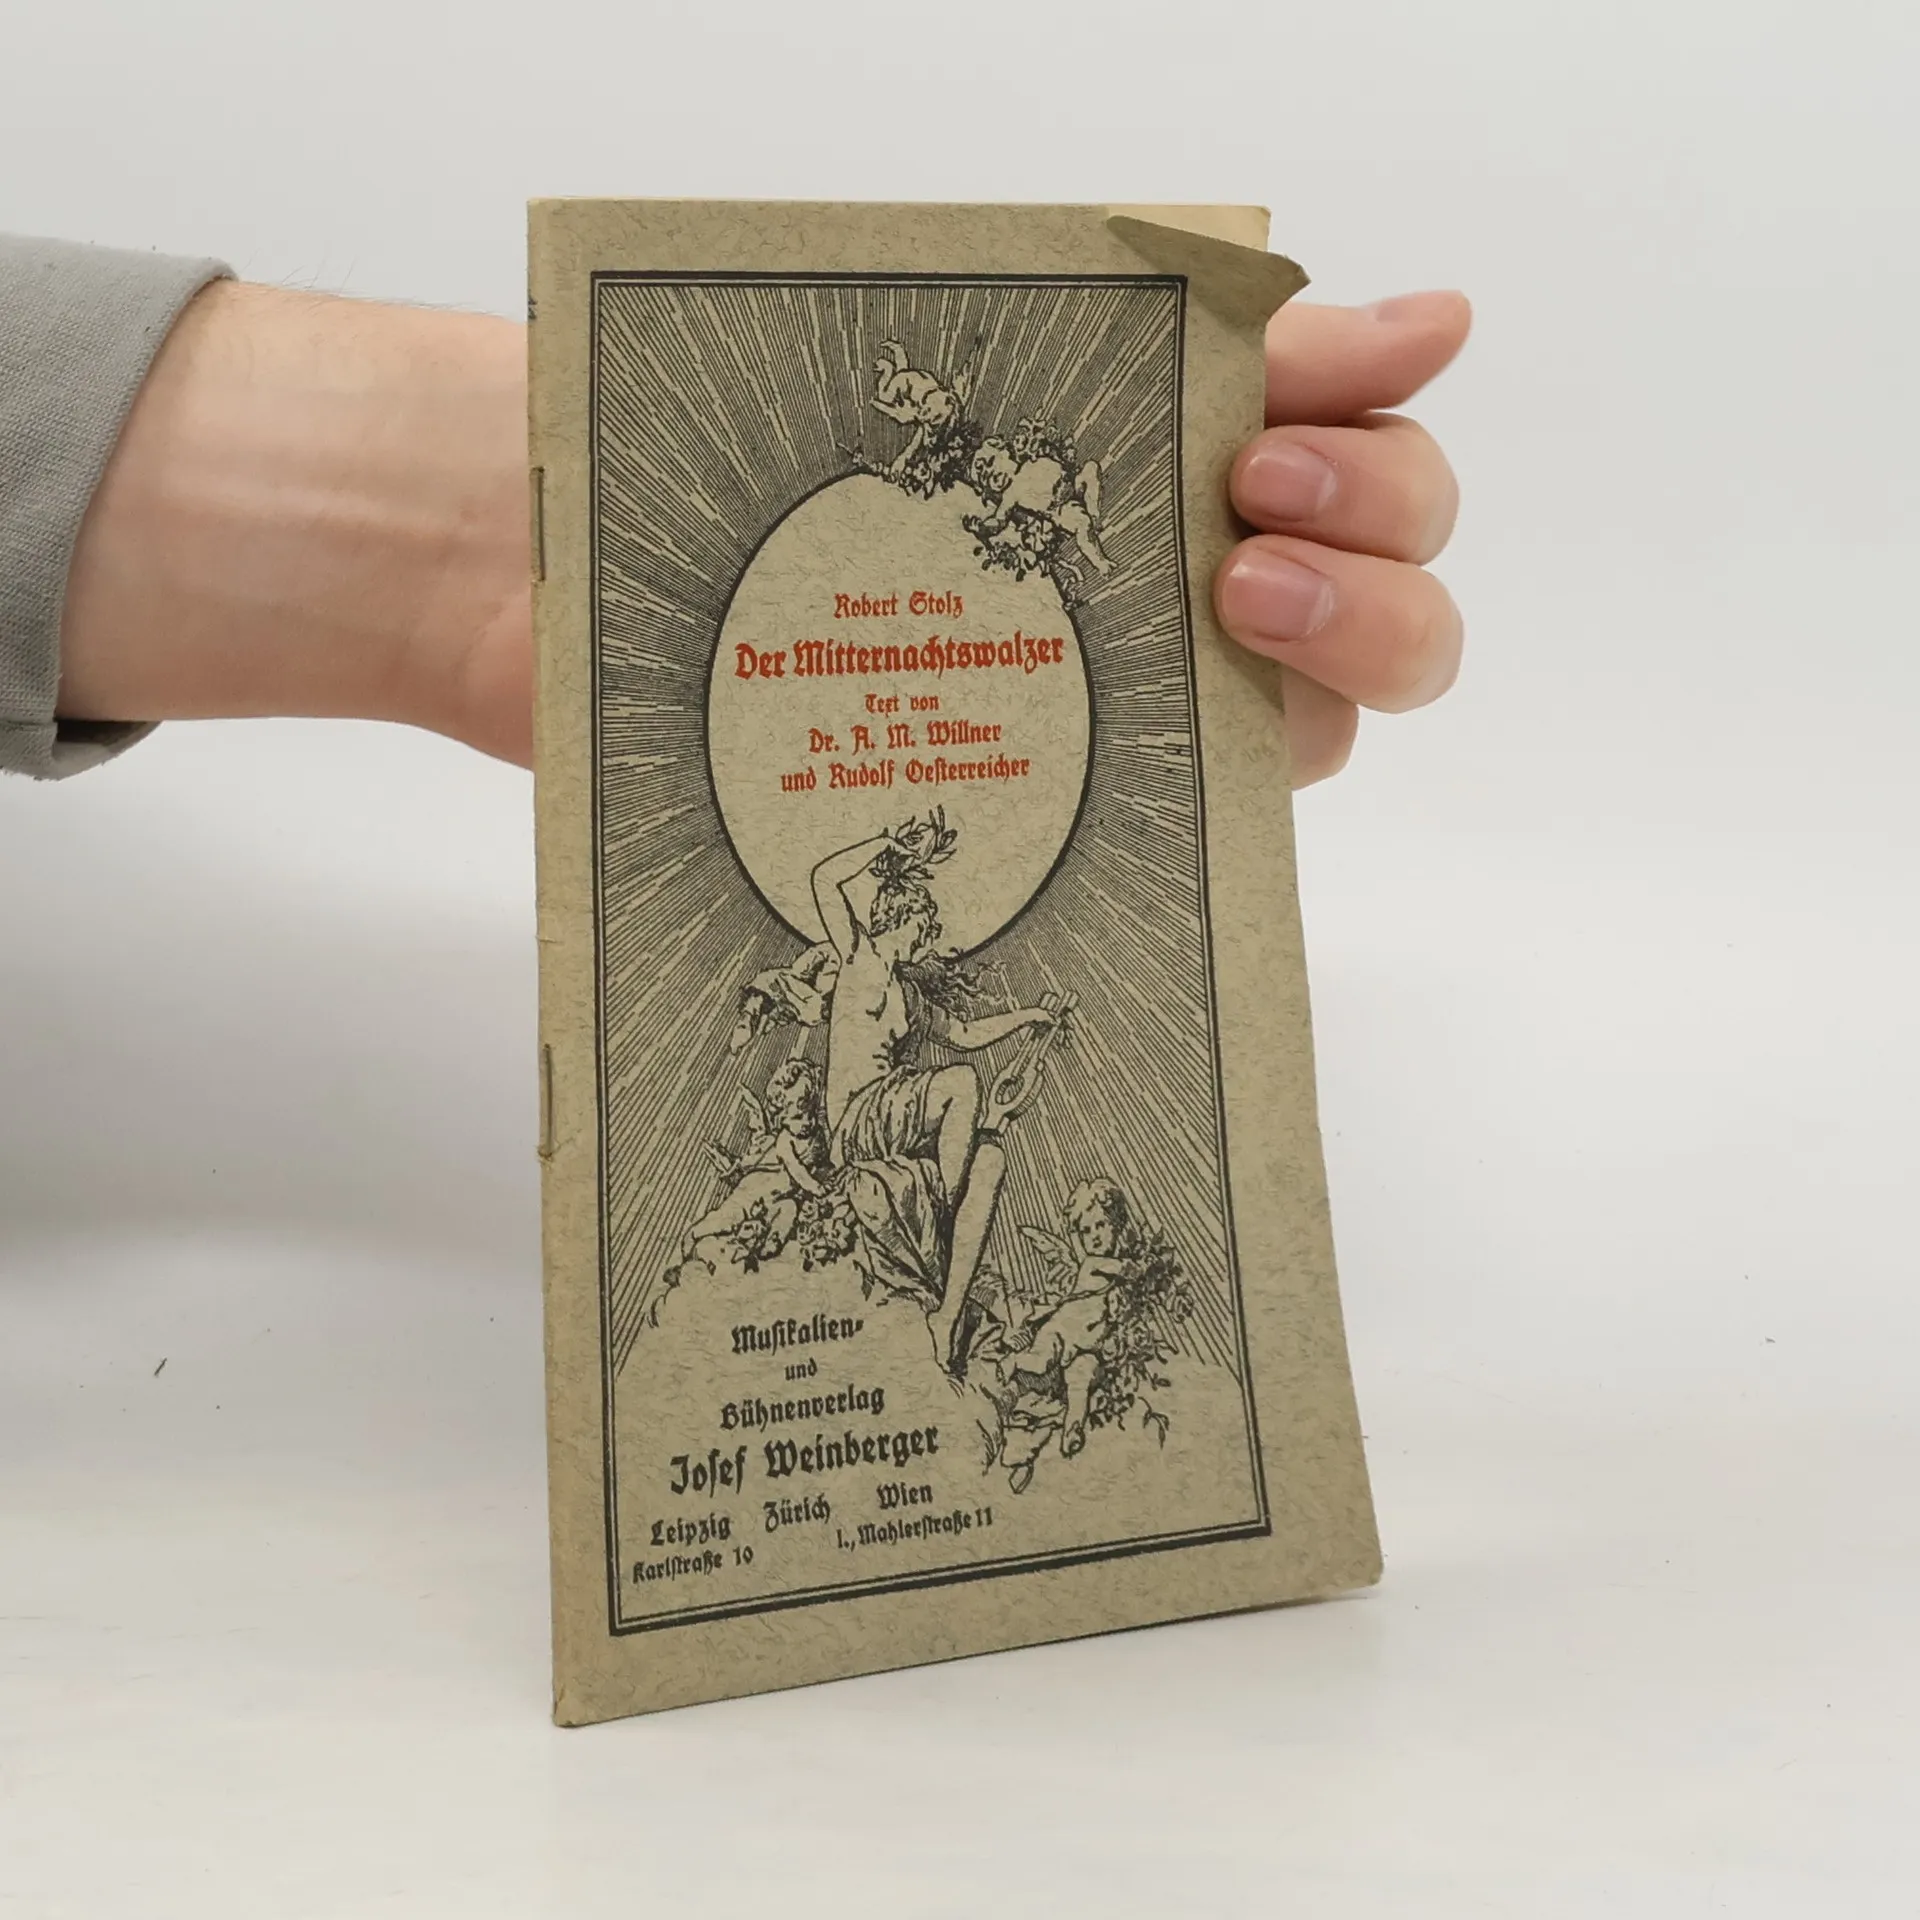 Robert Stolz
Der Mitternachtswalzer
Text von
Dr. A. M. Willner
und Rudolf Oesterreicher
Musikalien-
und
Bühnenverlag
Josef Weinberger
Leipzig Zürich Wien
Karlstraße 10 I., Mahlerstraße 11